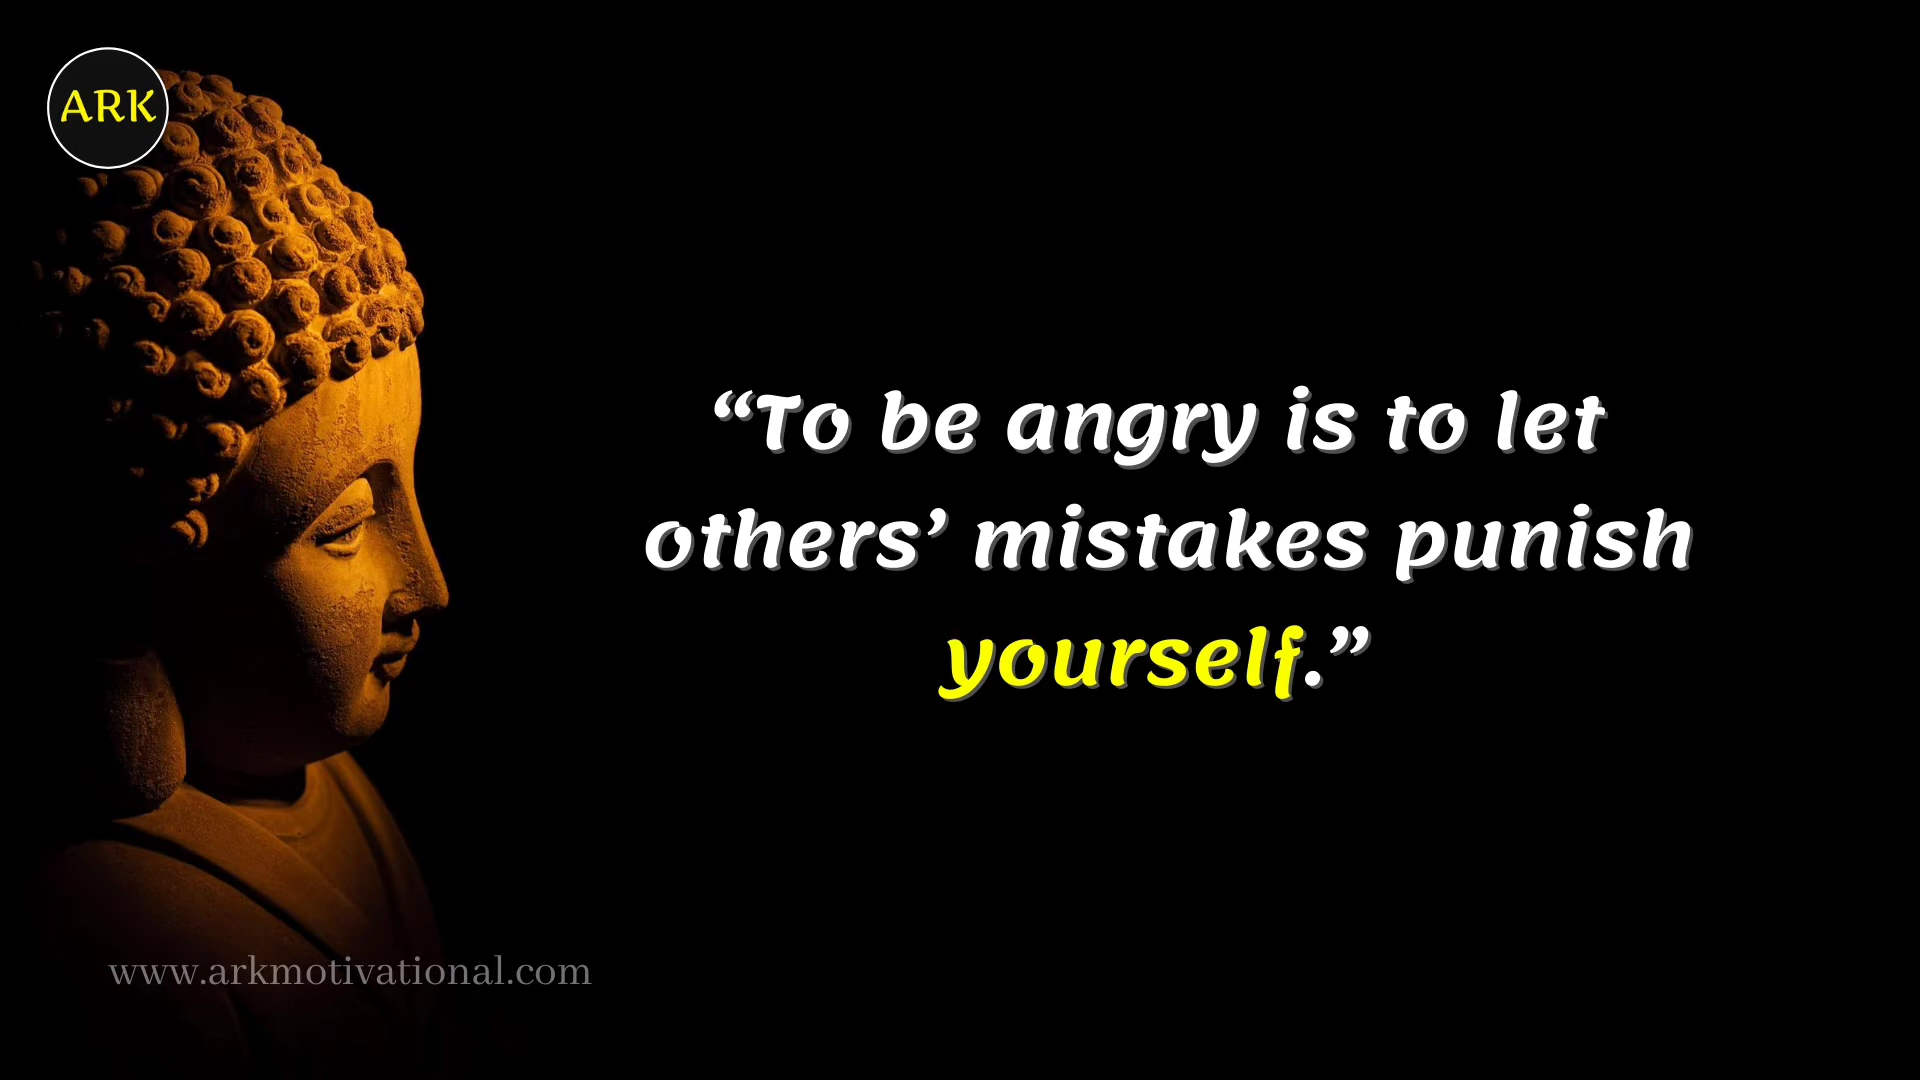 ARK
“To be angry is to let
others’ mistakes punish
yourself.”
www.arkmotivational.com